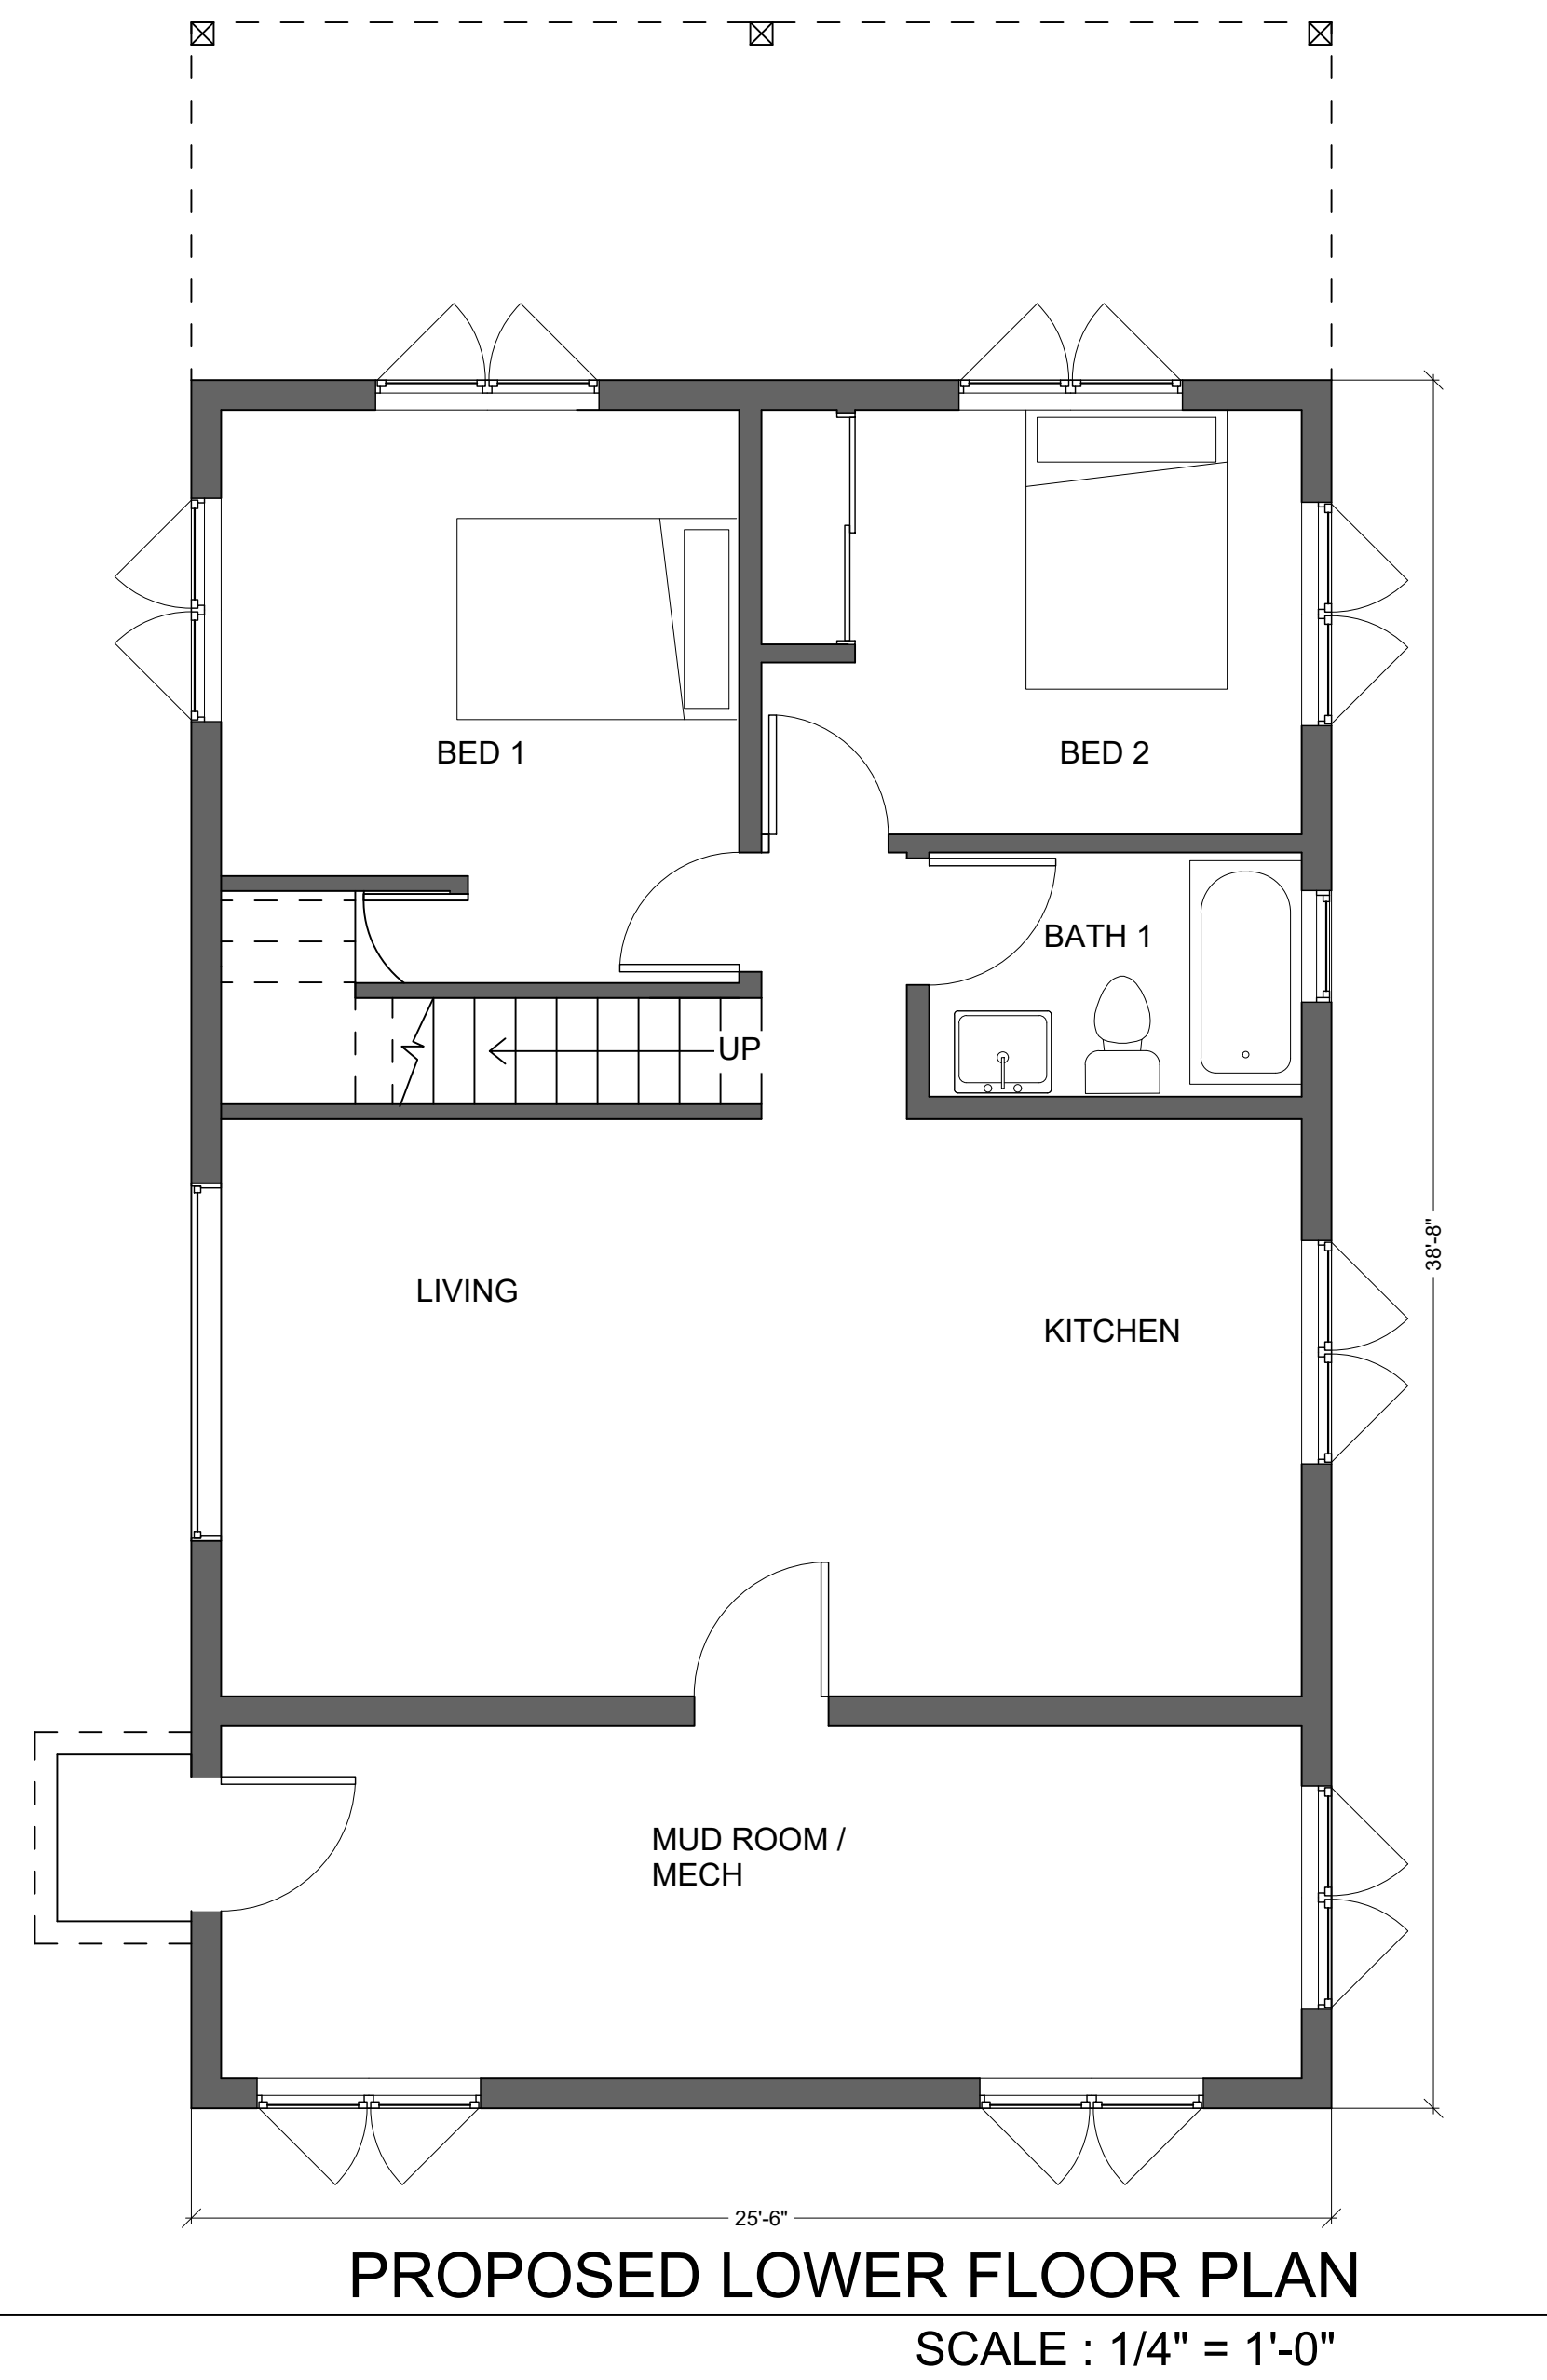 BED 1
BED 2
BATH 1
UP
38'-8"
LIVING
KITCHEN
MUD ROOM /
MECH
25'-6"
PROPOSED LOWER FLOOR PLAN
SCALE : 1/4" = 1'-0"